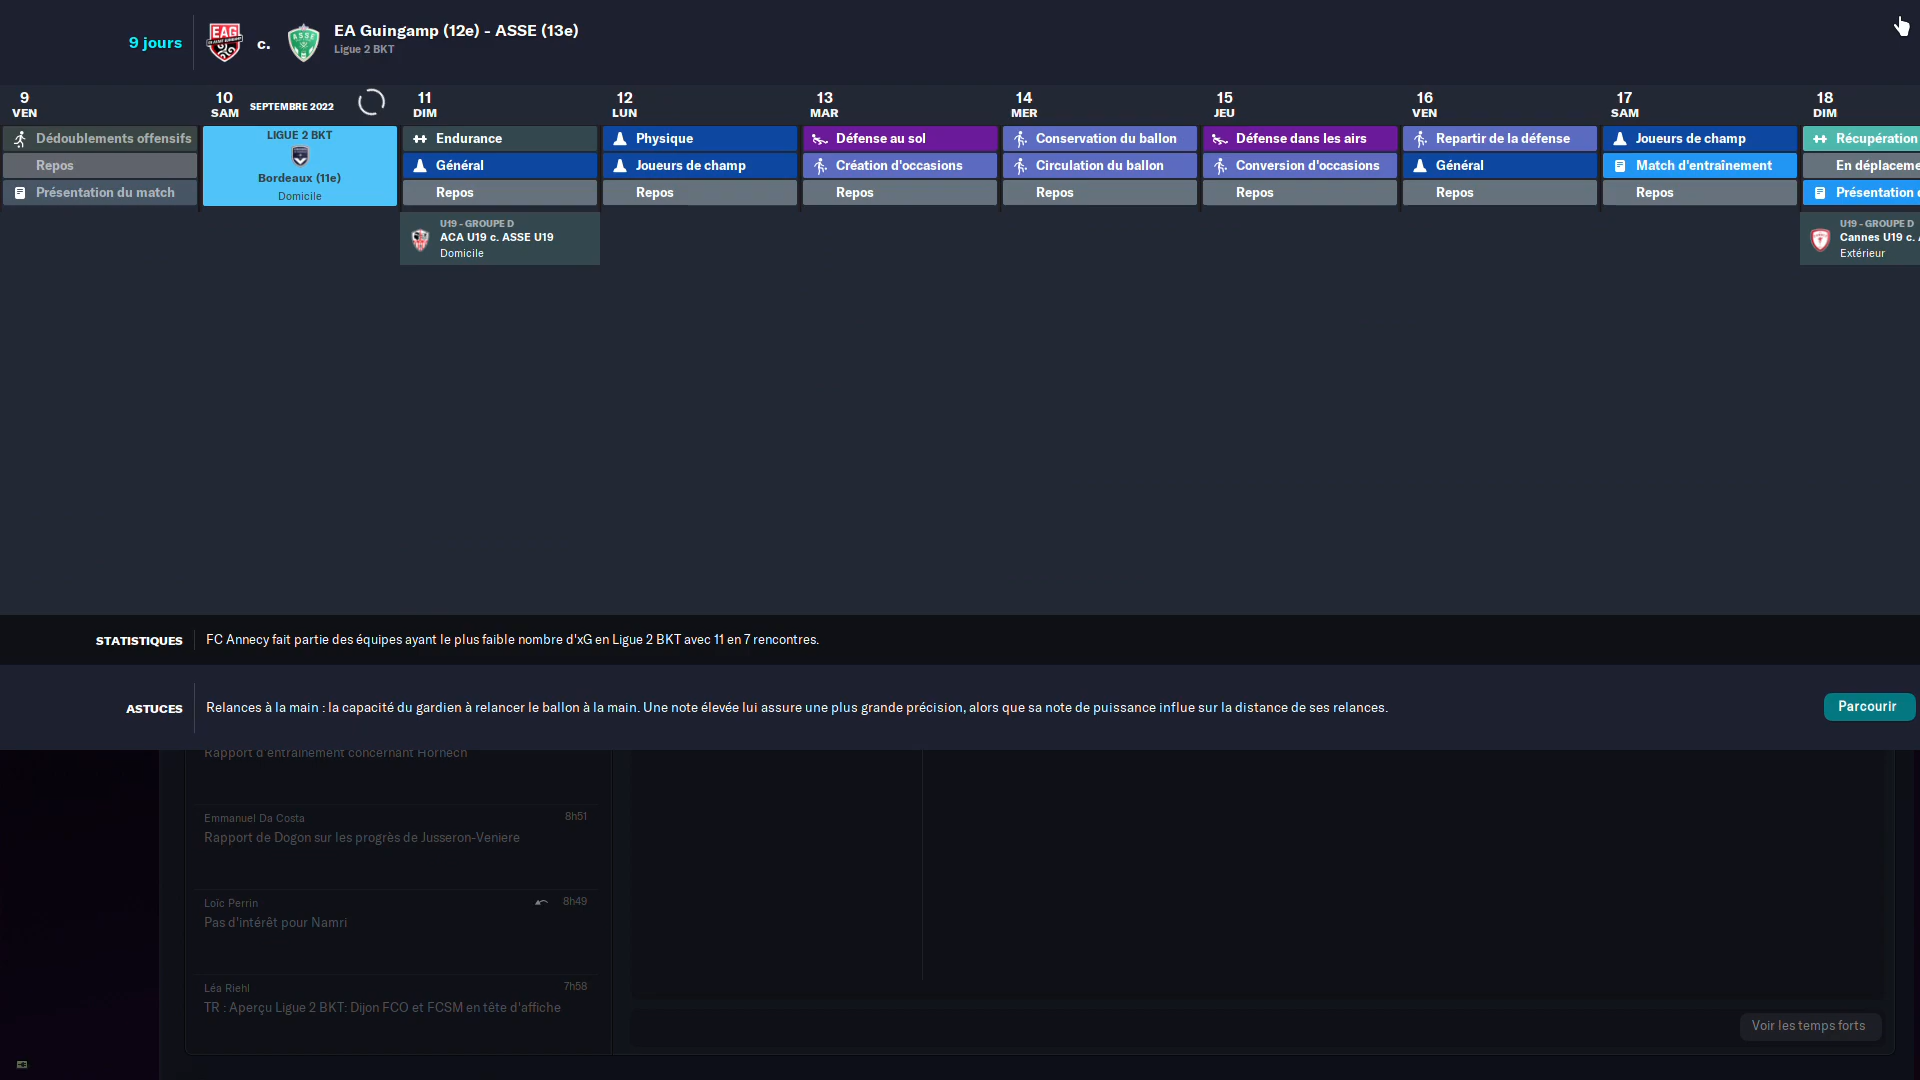 9 jours
c.
EA Guingamp (12e) - ASSE (13e)
Ligue 2 BKT
9
VEN
10
SAM
SEPTEMBRE 2022
11
DIM
12
LUN
13
MAR
14
MER
15
JEU
16
VEN
17
SAM
18
DIM
Dédoublements offensifs
Repos
Présentation du match
LIGUE 2 BKT
Bordeaux (11e)
Domicile
Endurance
Général
Repos
Physique
Joueurs de champ
Repos
Défense au sol
Création d'occasions
Repos
Conservation du ballon
Circulation du ballon
Repos
Défense dans les airs
Conversion d'occasions
Repos
Repartir de la défense
Général
Repos
Joueurs de champ
Match d'entraînement
Repos
Récupération
En déplaceme
Présentation
U19 - GROUPE D
ACA U19 c. ASSE U19
Domicile
U19 - GROUPE D
Cannes U19 c.
Extérieur
STATISTIQUES
FC Annecy fait partie des équipes ayant le plus faible nombre d'xG en Ligue 2 BKT avec 11 en 7 rencontres.
ASTUCES
Relances à la main : la capacité du gardien à relancer le ballon à la main. Une note élevée lui assure une plus grande précision, alors que sa note de puissance influe sur la distance de ses relances.
Parcourir
Rapport d'entraînement concernant Hornech
Emmanuel Da Costa
8h51
Rapport de Dogon sur les progrès de Jusseron-Veniere
Loïc Perrin
8h49
Pas d'intérêt pour Namri
Léa Riehl
7h58
TR : Aperçu Ligue 2 BKT: Dijon FCO et FCSM en tête d'affiche
Voir les temps forts